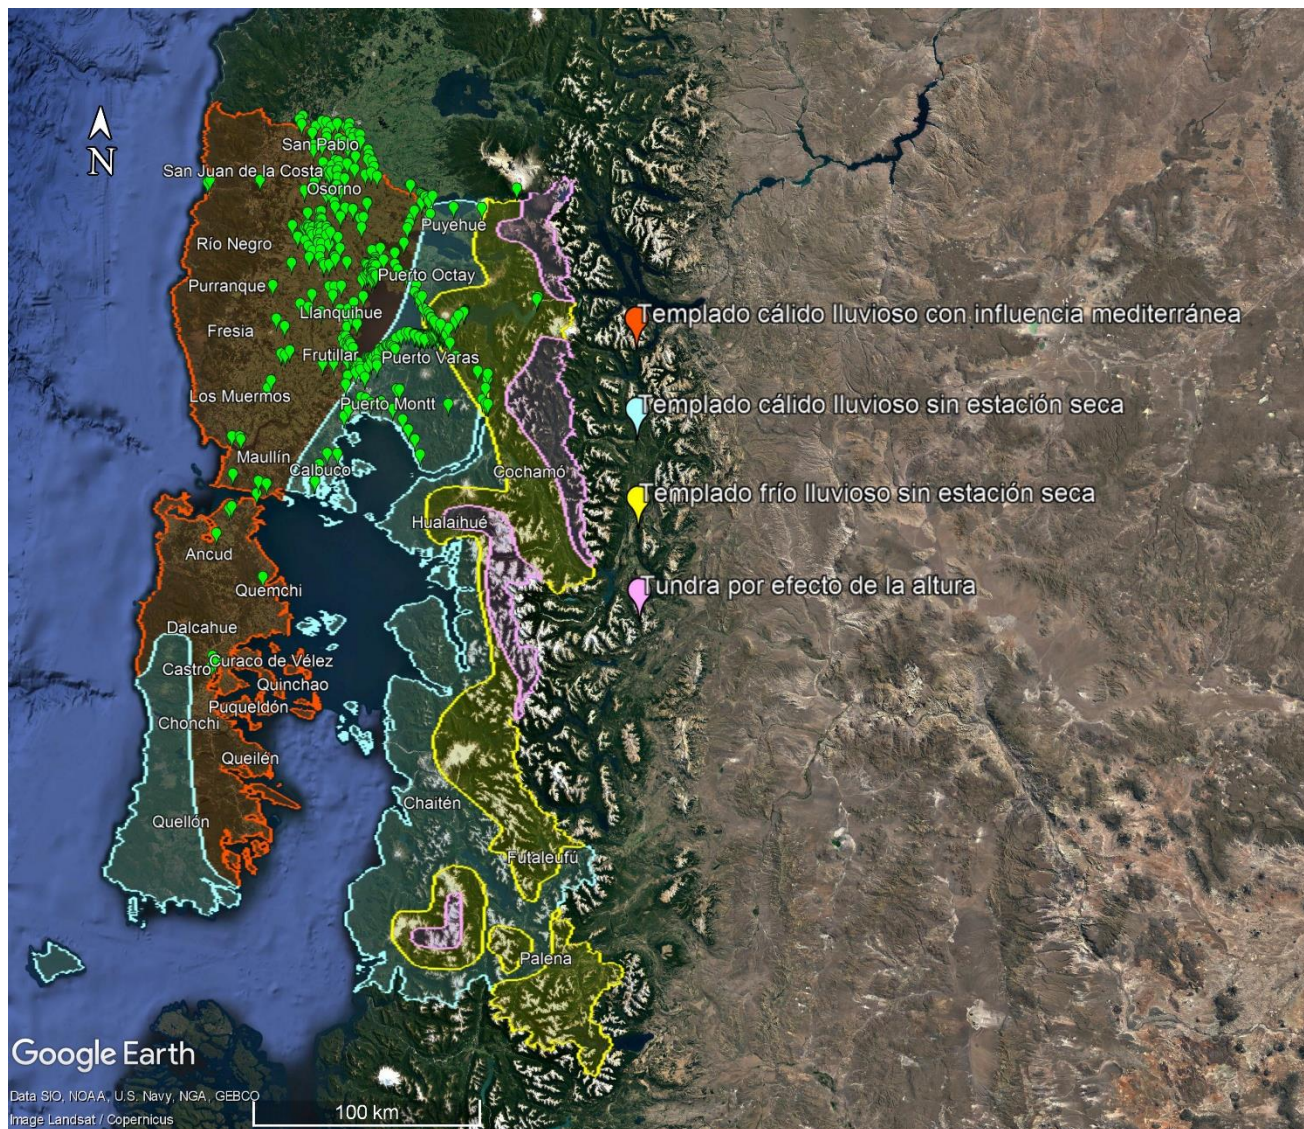 N
San Pablo
San Juan de la Costa
Osorno
Puyehue
Río Negro
Puerto Octay
Purranque
Llanquihue
Templado cálido lluvioso con influencia mediterránea
Fresia
Frutillar
Puerto Varas
Los Muermos
Puerto Montt
Templado cálido lluvioso sin estación seca
Maullín
Calbuco
Cochamó
Templado frío lluvioso sin estación seca
Hualaihué
Ancud
Quemchi
Tundra por efecto de la altura
Dalcahue
Castro
Curaco de Vélez
Quinchao
Puqueldón
Chonchi
Queilén
Chaitén
Quellón
Futaleufú
Palena
Google Earth
Data SIO, NOAA, U.S. Navy, NGA, GEBCO
Image Landsat / Copernicus
100 km